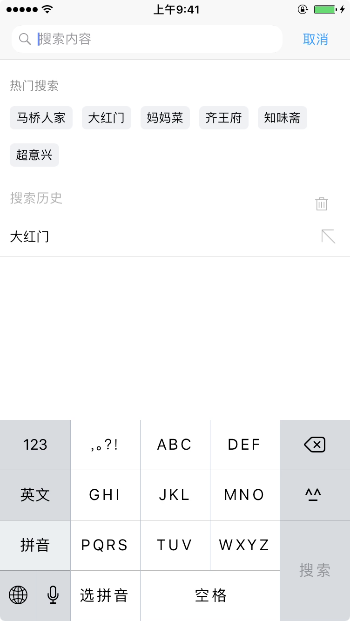 上午9:41
搜索内容 取消
热门搜索
马桥人家 大红门 妈妈菜 齐王府 知味斋
超意兴
搜索历史
大红门
123 ,。?! ABC DEF
英文 GHI JKL MNO ^^
拼音 PQRS TUV WXYZ 搜索
选拼音 空格